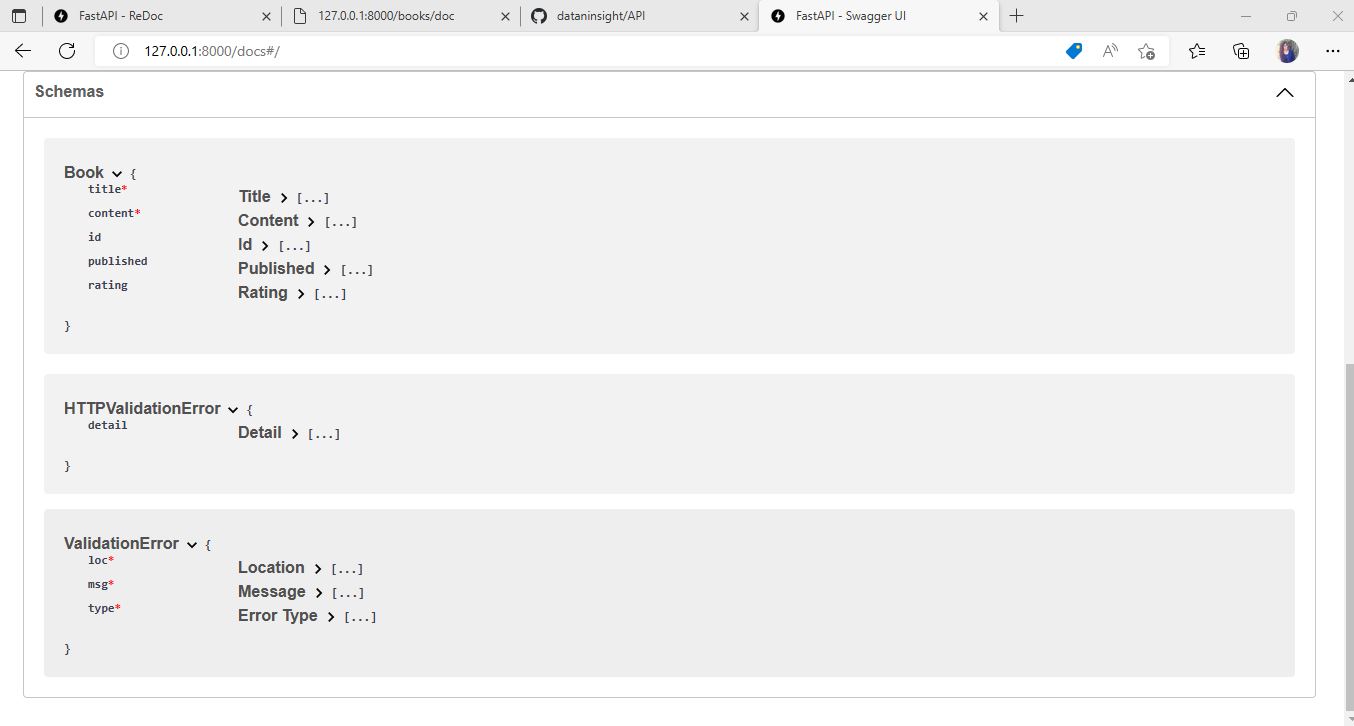 FastAPI - ReDoc
127.0.0.1:8000/books/doc
dataninsight/API
FastAPI - Swagger UI
127.0.0.1:8000/docs#/
Schemas
Book {
title* Title > [...]
content* Content > [...]
id Id > [...]
published Published > [...]
rating Rating > [...]
}
HTTPValidationError {
detail Detail > [...]
}
ValidationError {
loc* Location > [...]
msg* Message > [...]
type* Error Type > [...]
}